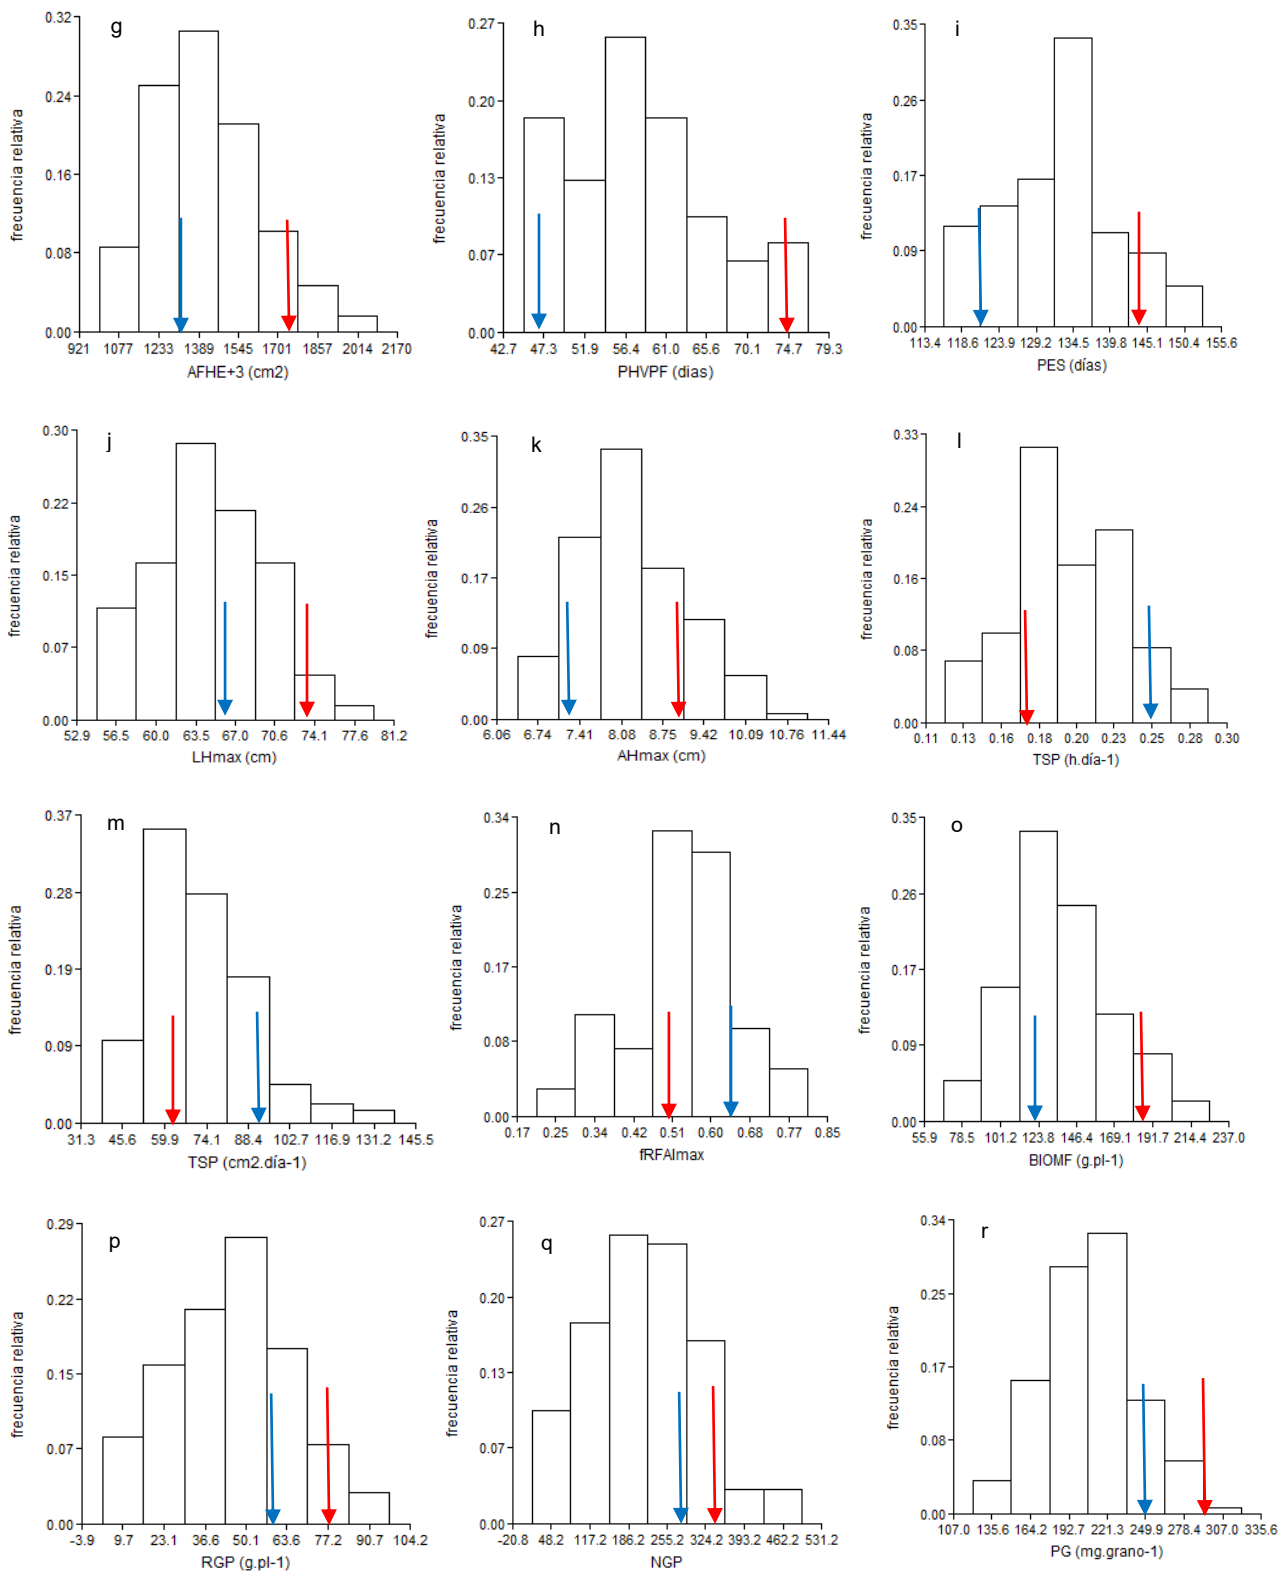 g
0.32
0.24
0.16
0.08
0.00
frecuencia relativa
921 1077 1233 1389 1545 1701 1857 2014 2170
AFHE+3 (cm2)
h
0.27
0.20
0.13
0.07
0.00
frecuencia relativa
42.7 47.3 51.9 56.4 61.0 65.6 70.1 74.7 79.3
PHVPF (dias)
i
0.35
0.26
0.17
0.09
0.00
frecuencia relativa
113.4 118.6 123.9 129.2 134.5 139.8 145.1 150.4 155.6
PES (días)
j
0.30
0.22
0.15
0.07
0.00
frecuencia relativa
52.9 56.5 60.0 63.5 67.0 70.6 74.1 77.6 81.2
LHmax (cm)
k
0.35
0.26
0.17
0.09
0.00
frecuencia relativa
6.06 6.74 7.41 8.08 8.75 9.42 10.09 10.76 11.44
AHmax (cm)
l
0.33
0.24
0.16
0.08
0.00
frecuencia relativa
0.11 0.13 0.16 0.18 0.20 0.23 0.25 0.28 0.30
TSP (h.día-1)
m
0.37
0.28
0.19
0.09
0.00
frecuencia relativa
31.3 45.6 59.9 74.1 88.4 102.7 116.9 131.2 145.5
TSP (cm2.día-1)
n
0.34
0.25
0.17
0.08
0.00
frecuencia relativa
0.17 0.25 0.34 0.42 0.51 0.60 0.68 0.77 0.85
fRFAImax
o
0.35
0.26
0.17
0.09
0.00
frecuencia relativa
55.9 78.5 101.2 123.8 146.4 169.1 191.7 214.4 237.0
BIOMF (g.pl-1)
p
0.29
0.22
0.15
0.07
0.00
frecuencia relativa
-3.9 9.7 23.1 36.6 50.1 63.6 77.2 90.7 104.2
RGP (g.pl-1)
q
0.27
0.20
0.13
0.07
0.00
frecuencia relativa
-20.8 48.2 117.2 186.2 255.2 324.2 393.2 462.2 531.2
NGP
r
0.34
0.25
0.17
0.08
0.00
frecuencia relativa
107.0 135.6 164.2 192.7 221.3 249.9 278.4 307.0 335.6
PG (mg.grano-1)